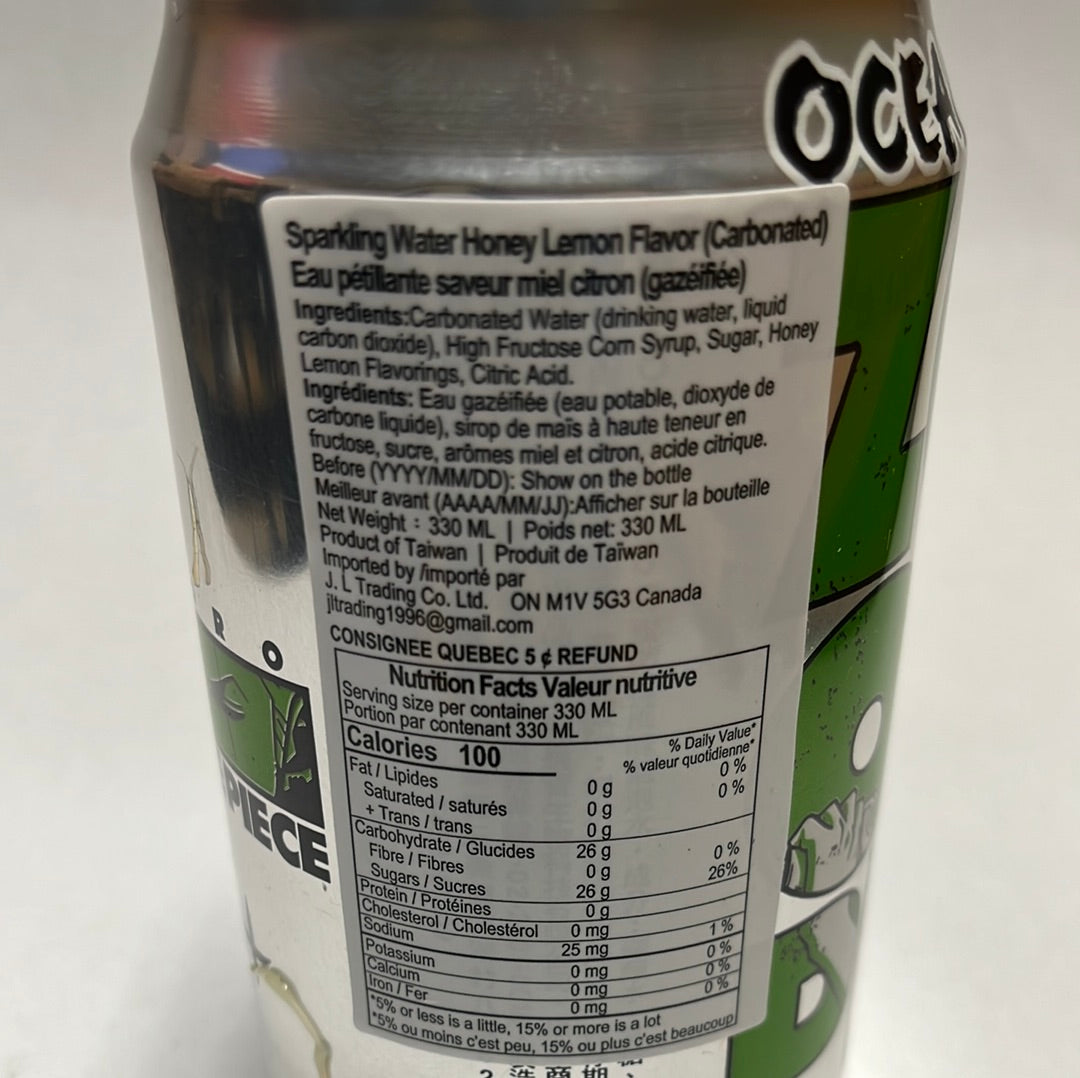 OCEA
Sparkling Water Honey Lemon Flavor (Carbonated)
Eau pétillante saveur miel citron (gazéifiée)
Ingredients:Carbonated Water (drinking water, liquid
carbon dioxide), High Fructose Corn Syrup, Sugar, Honey
Lemon Flavorings, Citric Acid.
Ingrédients: Eau gazéifiée (eau potable, dioxyde de
carbone liquide), sirop de maïs à haute teneur en
fructose, sucre, arômes miel et citron, acide citrique.
Before (YYYY/MM/DD): Show on the bottle
Meilleur avant (AAAA/MM/JJ):Afficher sur la bouteille
Net Weight : 330 ML | Poids net: 330 ML
Product of Taiwan | Produit de Taïwan
Imported by /importé par
J. L Trading Co. Ltd. ON M1V 5G3 Canada
jltrading1996@gmail.com
CONSIGNEE QUEBEC 5 ¢ REFUND
Nutrition Facts Valeur nutritive
Serving size per container 330 ML
Portion par contenant 330 ML
Calories 100
% Daily Value*
% valeur quotidienne*
Fat / Lipides 0 g 0 %
Saturated / saturés 0 g 0 %
+ Trans / trans 0 g
Carbohydrate / Glucides 26 g
Fibre / Fibres 0 g 0 %
Sugars / Sucres 26 g 26%
Protein / Protéines 0 g
Cholesterol / Cholestérol 0 mg
Sodium 25 mg 1 %
Potassium 0 mg 0 %
Calcium 0 mg 0 %
Iron / Fer 0 mg 0 %
*5% or less is a little, 15% or more is a lot
*5% ou moins c'est peu, 15% ou plus c'est beaucoup
R O
PIECE